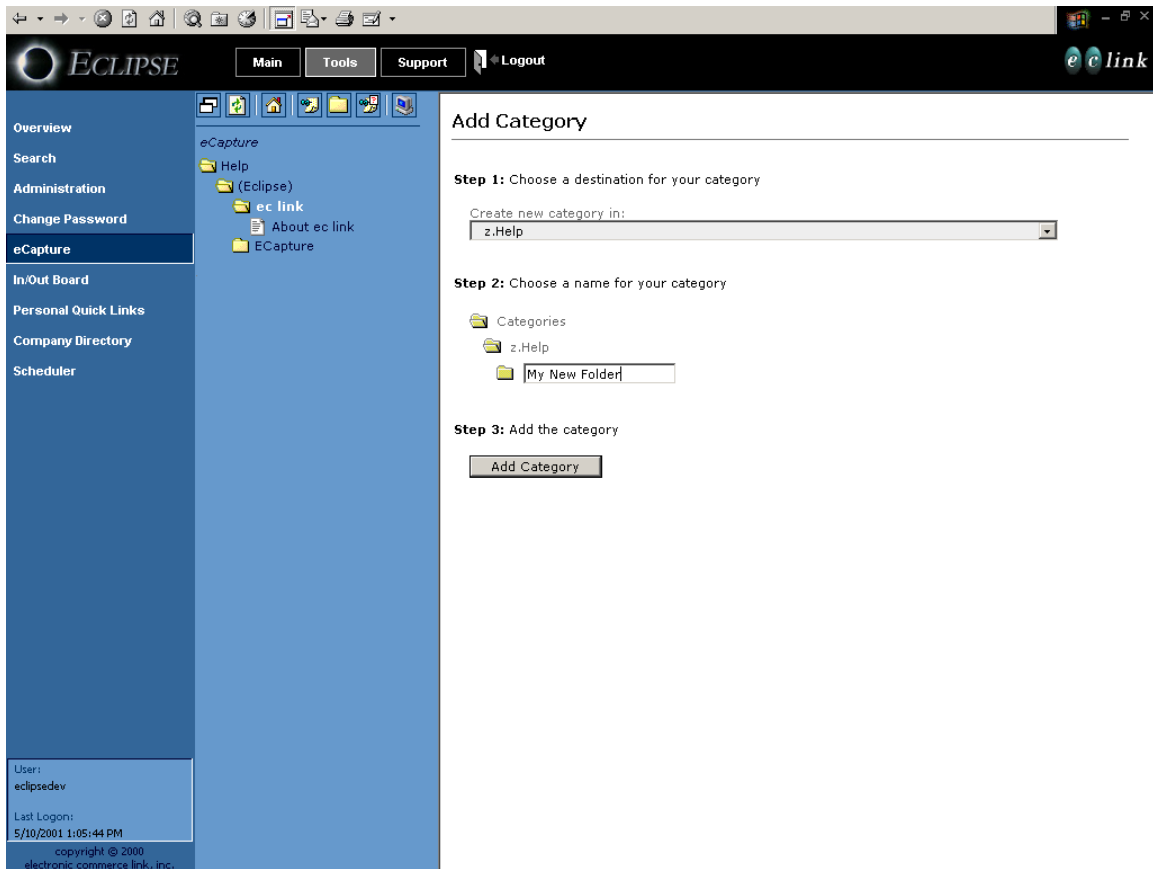 ECLIPSE
Main
Tools
Support
Logout
e c link
Overview
Search
Administration
Change Password
eCapture
In/Out Board
Personal Quick Links
Company Directory
Scheduler
User:
eclipsedev
Last Logon:
5/10/2001 1:05:44 PM
copyright © 2000
electronic commerce link, inc.
eCapture
Help
(Eclipse)
ec link
About ec link
ECapture
Add Category
Step 1: Choose a destination for your category
Create new category in:
z.Help
Step 2: Choose a name for your category
Categories
z.Help
My New Folder
Step 3: Add the category
Add Category